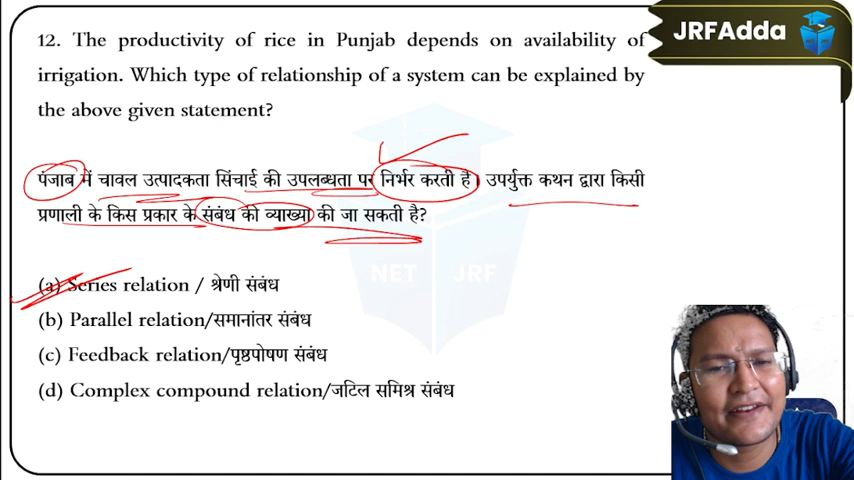 JRFAdda
12. The productivity of rice in Punjab depends on availability of
irrigation. Which type of relationship of a system can be explained by
the above given statement?
पंजाब में चावल उत्पादकता सिंचाई की उपलब्धता पर निर्भर करती है। उपर्युक्त कथन द्वारा किसी
प्रणाली के किस प्रकार के संबंध की व्याख्या की जा सकती है?
(a) Series relation / श्रेणी संबंध
(b) Parallel relation/समानांतर संबंध
(c) Feedback relation/पृष्ठपोषण संबंध
(d) Complex compound relation/जटिल समिश्र संबंध
NET JRF